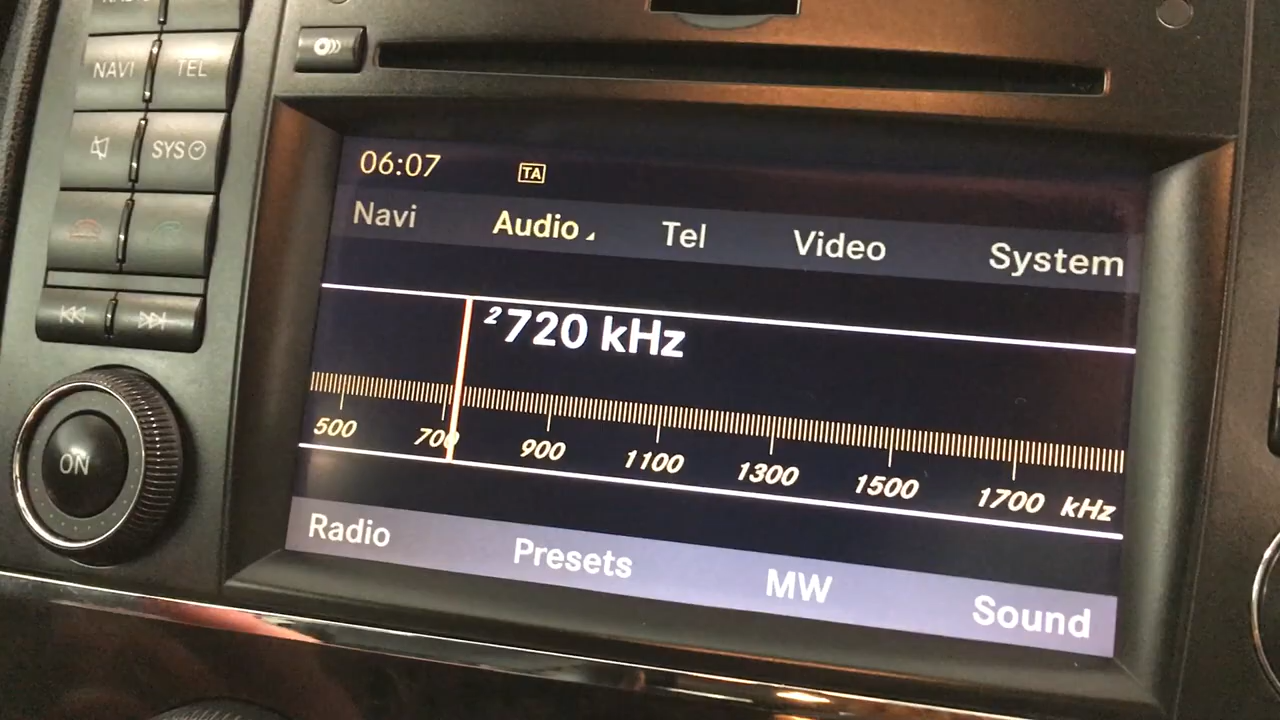 NAVI TEL
SYS
ON
06:07 TA
Navi Audio Tel Video System
2 720 kHz
500 700 900 1100 1300 1500 1700 kHz
Radio Presets MW Sound